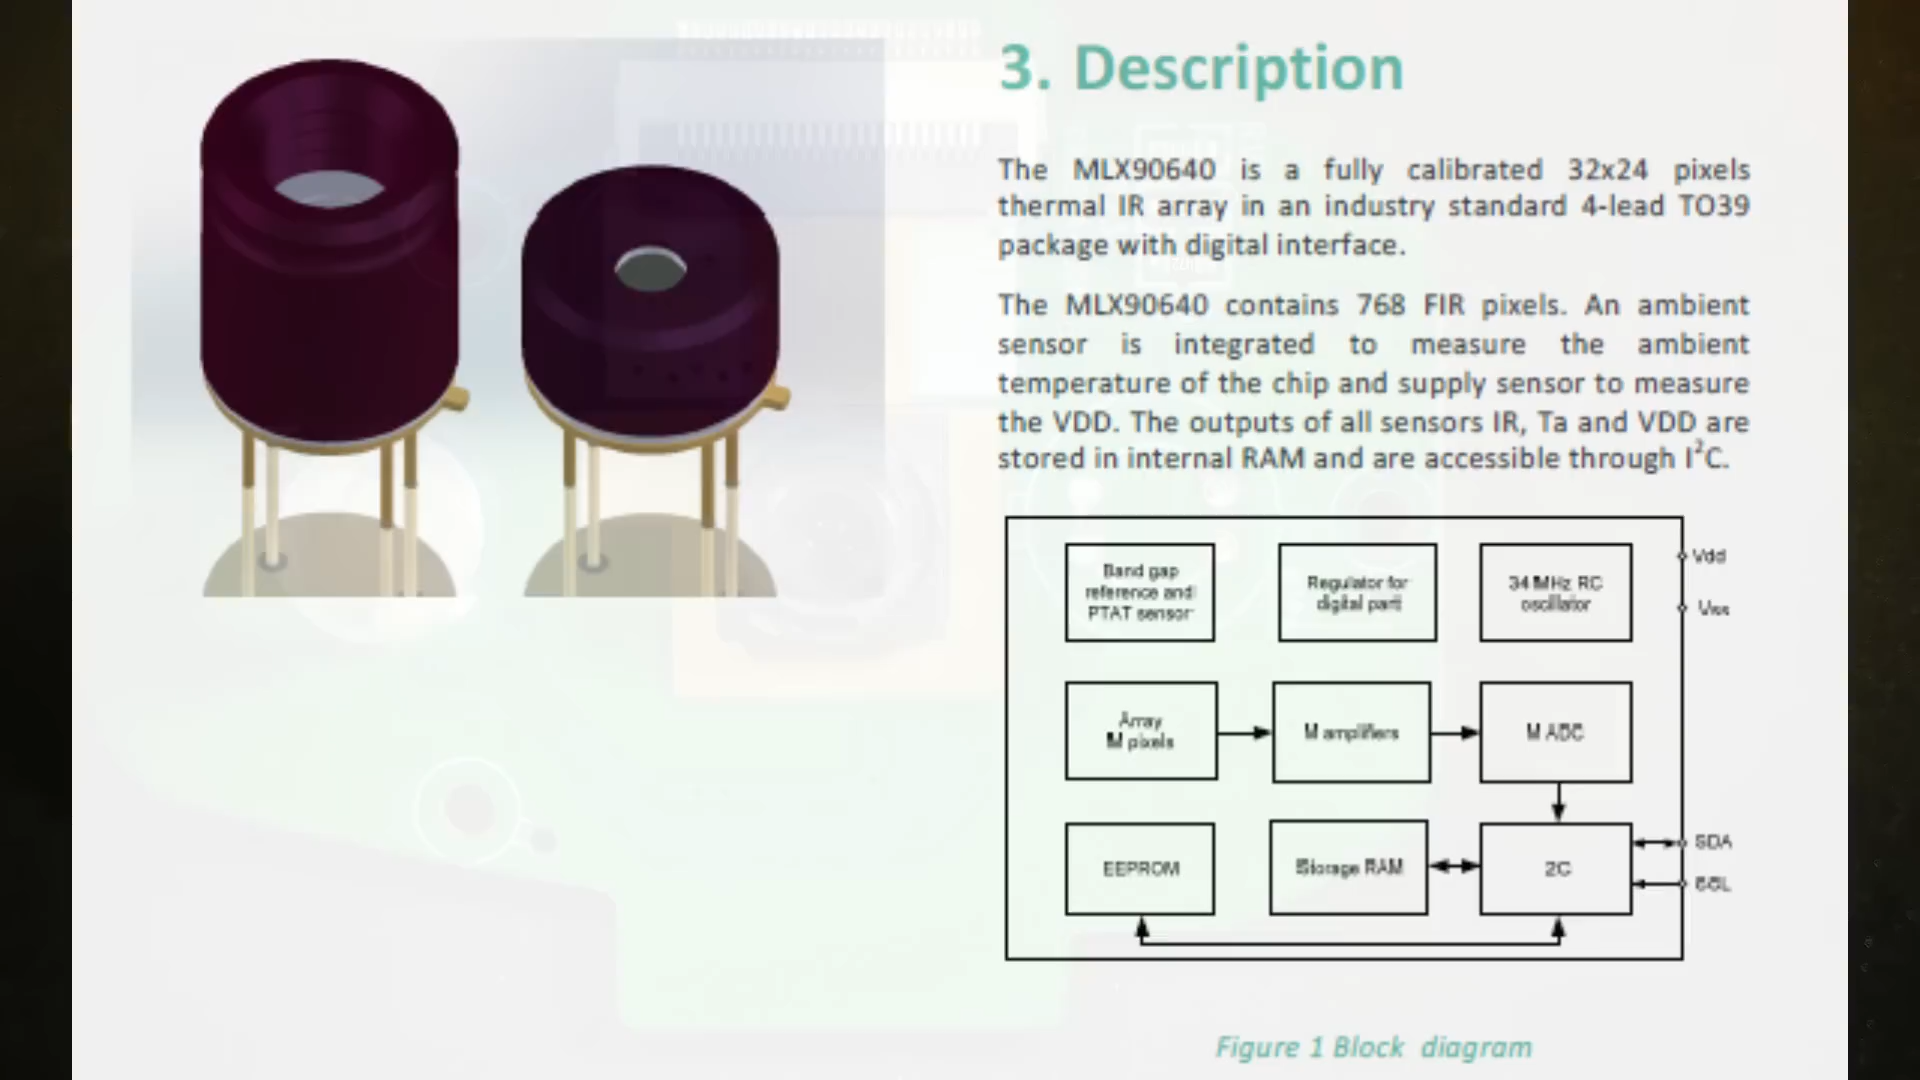 3. Description
The MLX90640 is a fully calibrated 32x24 pixels
thermal IR array in an industry standard 4-lead TO39
package with digital interface.
The MLX90640 contains 768 FIR pixels. An ambient
sensor is integrated to measure the ambient
temperature of the chip and supply sensor to measure
the VDD. The outputs of all sensors IR, Ta and VDD are
stored in internal RAM and are accessible through I²C.
Band gap
reference and
PTAT sensor
Regulator for
digital part
34 MHz RC
oscillator
Vdd
Vss
Array
M pixels
M amplifiers
M ADC
EEPROM
Storage RAM
2C
SDA
SCL
Figure 1 Block diagram